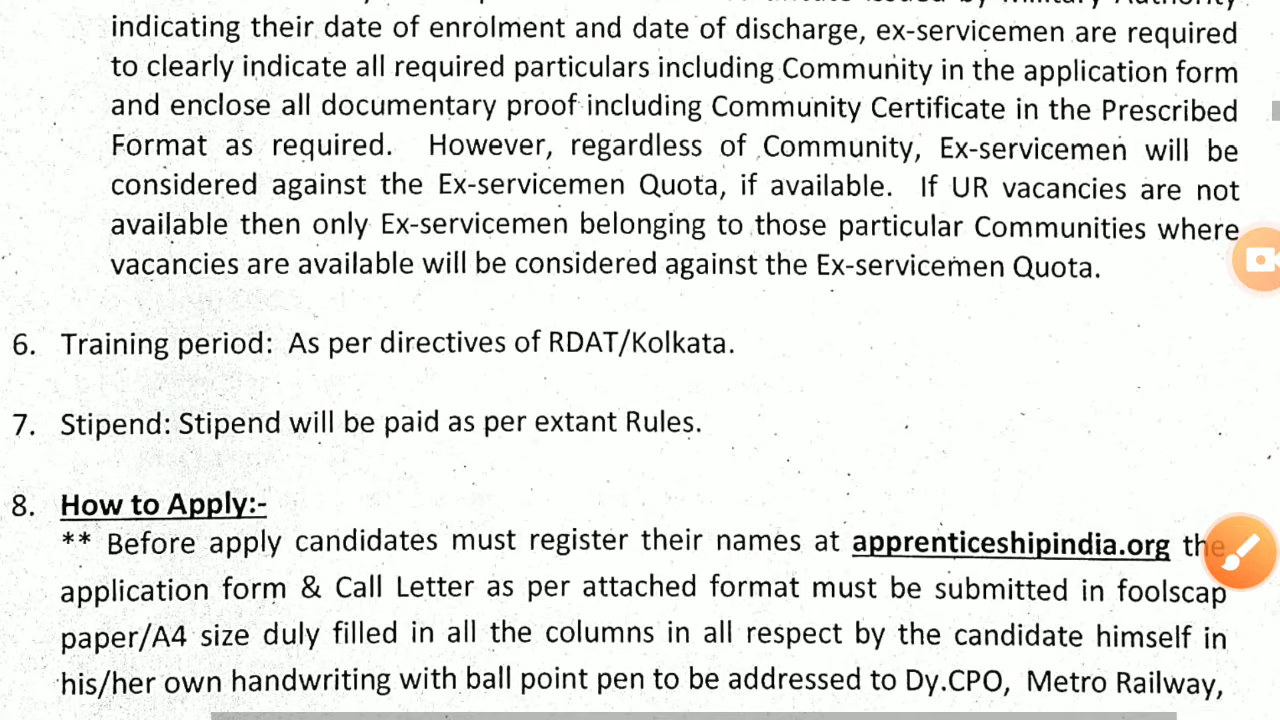 indicating their date of enrolment and date of discharge, ex-servicemen are required
to clearly indicate all required particulars including Community in the application form
and enclose all documentary proof including Community Certificate in the Prescribed
Format as required. However, regardless of Community, Ex-servicemen will be
considered against the Ex-servicemen Quota, if available. If UR vacancies are not
available then only Ex-servicemen belonging to those particular Communities where
vacancies are available will be considered against the Ex-servicemen Quota.
6. Training period: As per directives of RDAT/Kolkata.
7. Stipend: Stipend will be paid as per extant Rules.
8. How to Apply:-
** Before apply candidates must register their names at apprenticeshipindia.org the
application form & Call Letter as per attached format must be submitted in foolscap
paper/A4 size duly filled in all the columns in all respect by the candidate himself in
his/her own handwriting with ball point pen to be addressed to Dy.CPO, Metro Railway,